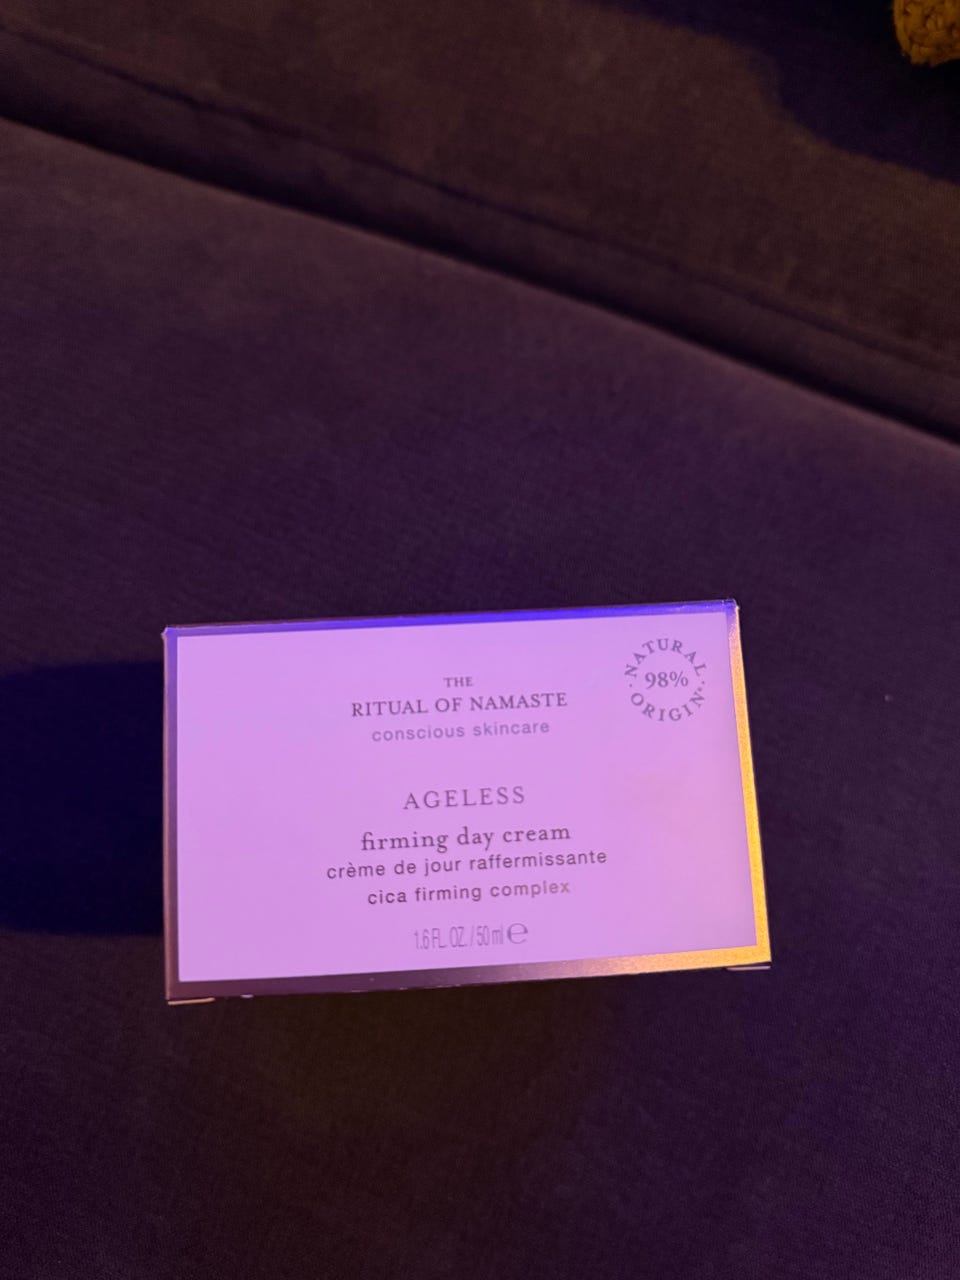 THE
RITUAL OF NAMASTE
conscious skincare
NATURAL
98%
ORIGIN®
AGELESS
firming day cream
crème de jour raffermissante
cica firming complex
1.6 FL. OZ. / 50 ml ℮